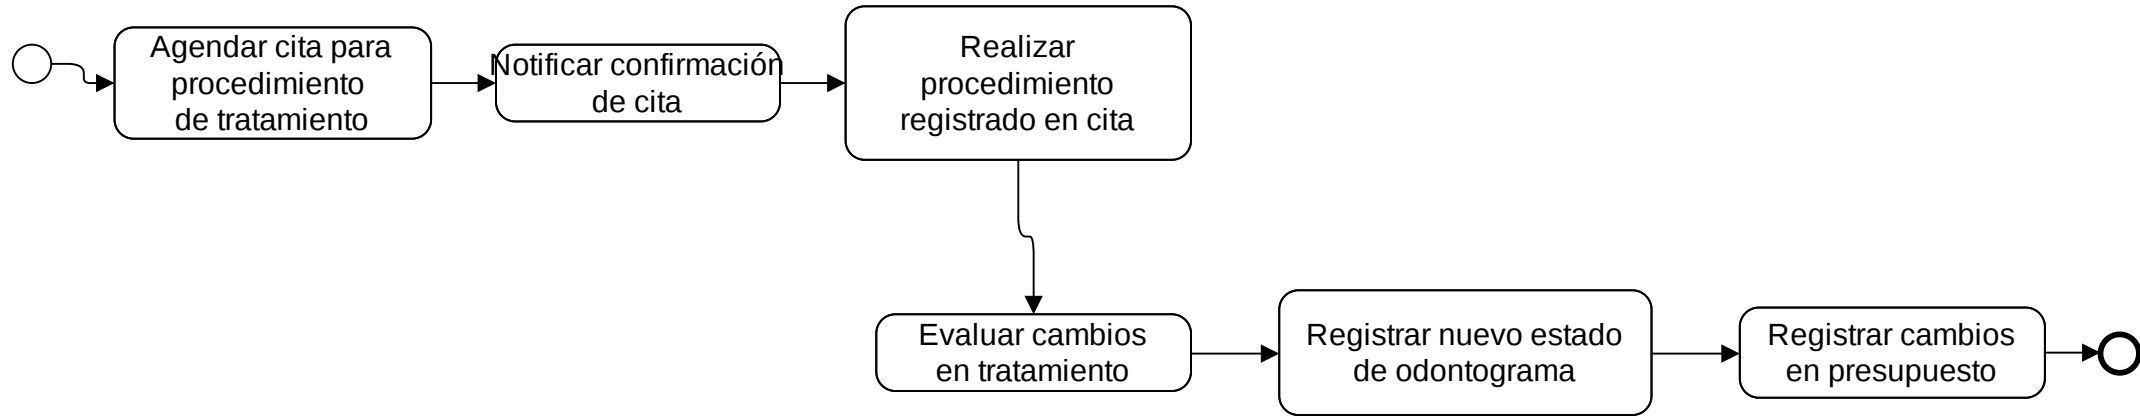 Agendar cita para
procedimiento
de tratamiento
Notificar confirmación
de cita
Realizar
procedimiento
registrado en cita
Evaluar cambios
en tratamiento
Registrar nuevo estado
de odontograma
Registrar cambios
en presupuesto